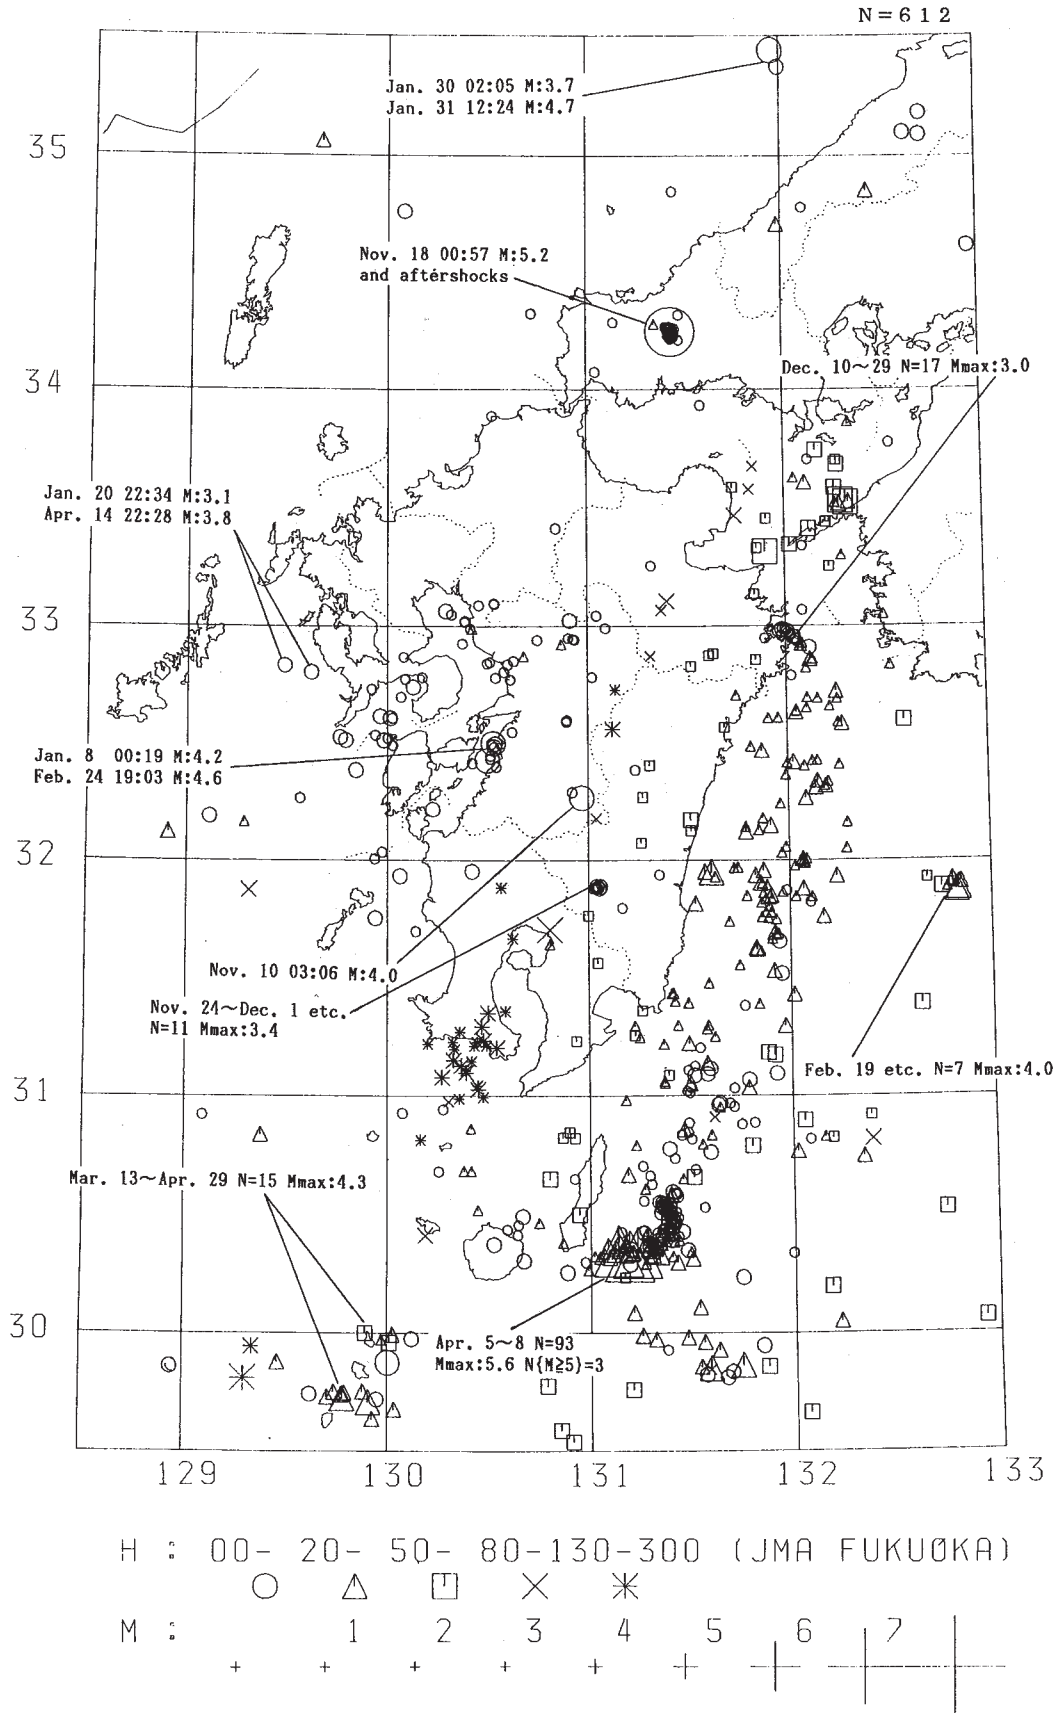 N=612
Jan. 30 02:05 M:3.7
Jan. 31 12:24 M:4.7
35
Nov. 18 00:57 M:5.2
and aftershocks
Dec. 10~29 N=17 Mmax:3.0
34
Jan. 20 22:34 M:3.1
Apr. 14 22:28 M:3.8
33
Jan. 8 00:19 M:4.2
Feb. 24 19:03 M:4.6
32
Nov. 10 03:06 M:4.0
Nov. 24~Dec. 1 etc.
N=11 Mmax:3.4
Feb. 19 etc. N=7 Mmax:4.0
31
Mar. 13~Apr. 29 N=15 Mmax:4.3
30
Apr. 5~8 N=93
Mmax:5.6 N{M≧5}=3
129 130 131 132 133
H : 00- 20- 50- 80-130-300 (JMA FUKUØKA)
M : 1 2 3 4 5 6 7